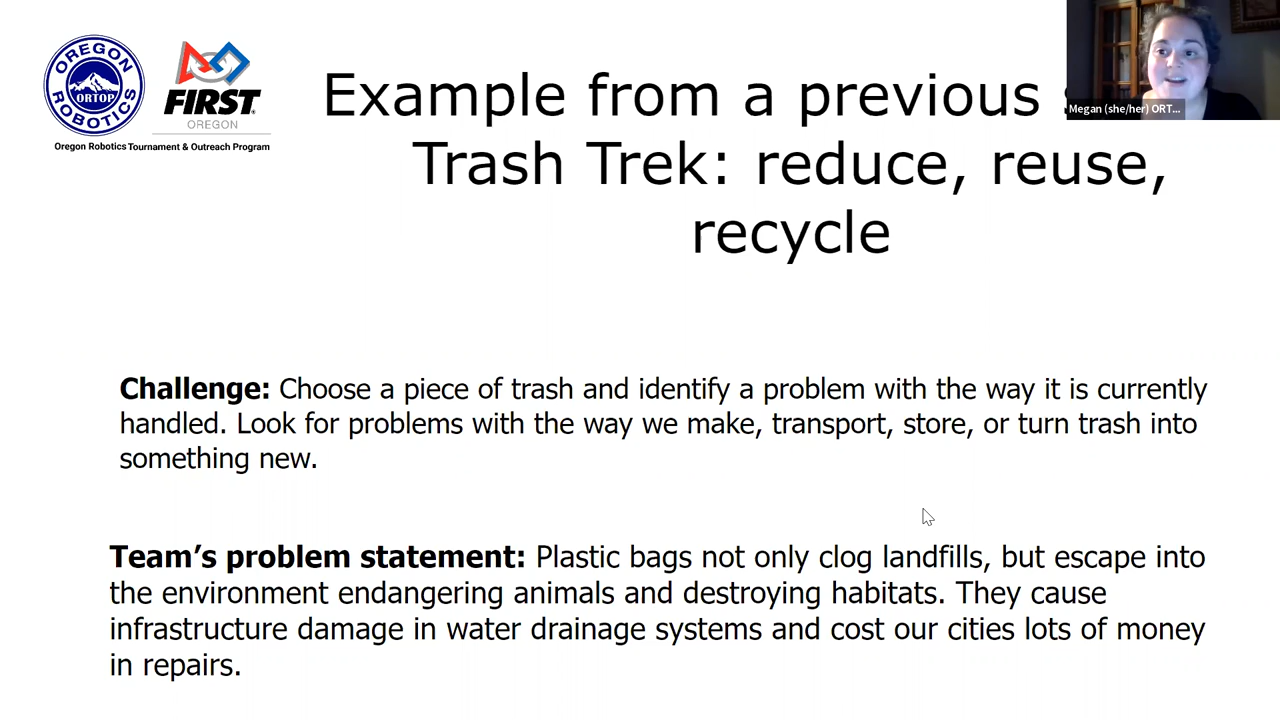 OREGON
ORTOP
ROBOTICS
FIRST
OREGON
Oregon Robotics Tournament & Outreach Program
Example from a previous
Trash Trek: reduce, reuse,
recycle
Megan (she/her) ORT...
Challenge: Choose a piece of trash and identify a problem with the way it is currently
handled. Look for problems with the way we make, transport, store, or turn trash into
something new.
Team’s problem statement: Plastic bags not only clog landfills, but escape into
the environment endangering animals and destroying habitats. They cause
infrastructure damage in water drainage systems and cost our cities lots of money
in repairs.